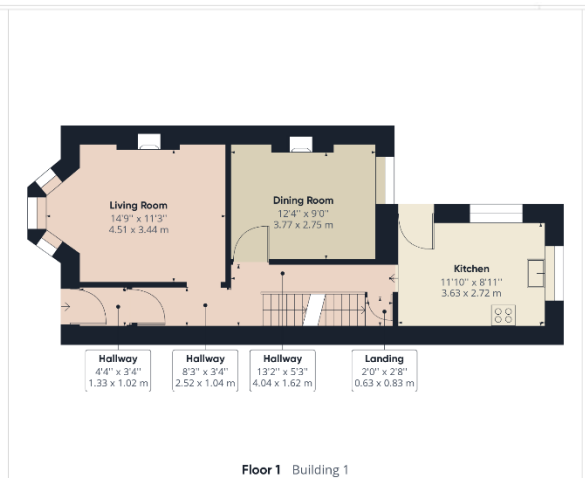 Living Room
14'9" x 11'3"
4.51 x 3.44 m
Dining Room
12'4" x 9'0"
3.77 x 2.75 m
Kitchen
11'10" x 8'11"
3.63 x 2.72 m
Hallway
4'4" x 3'4"
1.33 x 1.02 m
Hallway
8'3" x 3'4"
2.52 x 1.04 m
Hallway
13'2" x 5'3"
4.04 x 1.62 m
Landing
2'0" x 2'8"
0.63 x 0.83 m
Floor 1 Building 1